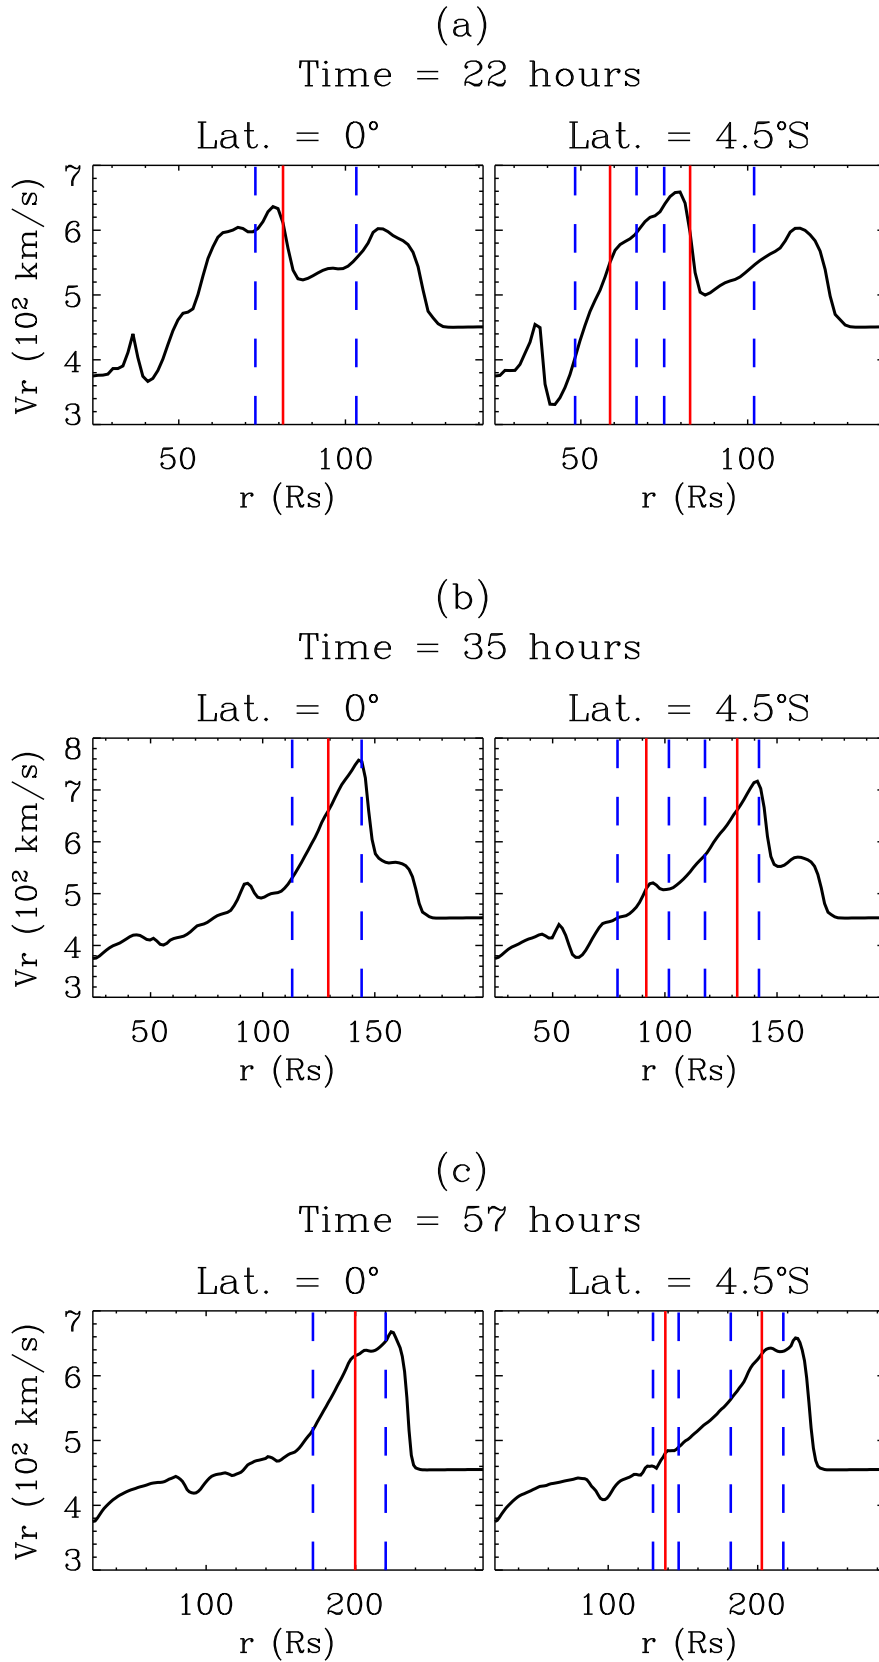 (a)
Time = 22 hours
Lat. = 0°
Lat. = 4.5°S
Vr (10² km/s)
7
6
5
4
3
50 100
50 100
r (Rs)
r (Rs)
(b)
Time = 35 hours
Lat. = 0°
Lat. = 4.5°S
Vr (10² km/s)
8
7
6
5
4
3
50 100 150
50 100 150
r (Rs)
r (Rs)
(c)
Time = 57 hours
Lat. = 0°
Lat. = 4.5°S
Vr (10² km/s)
7
6
5
4
3
100 200
100 200
r (Rs)
r (Rs)